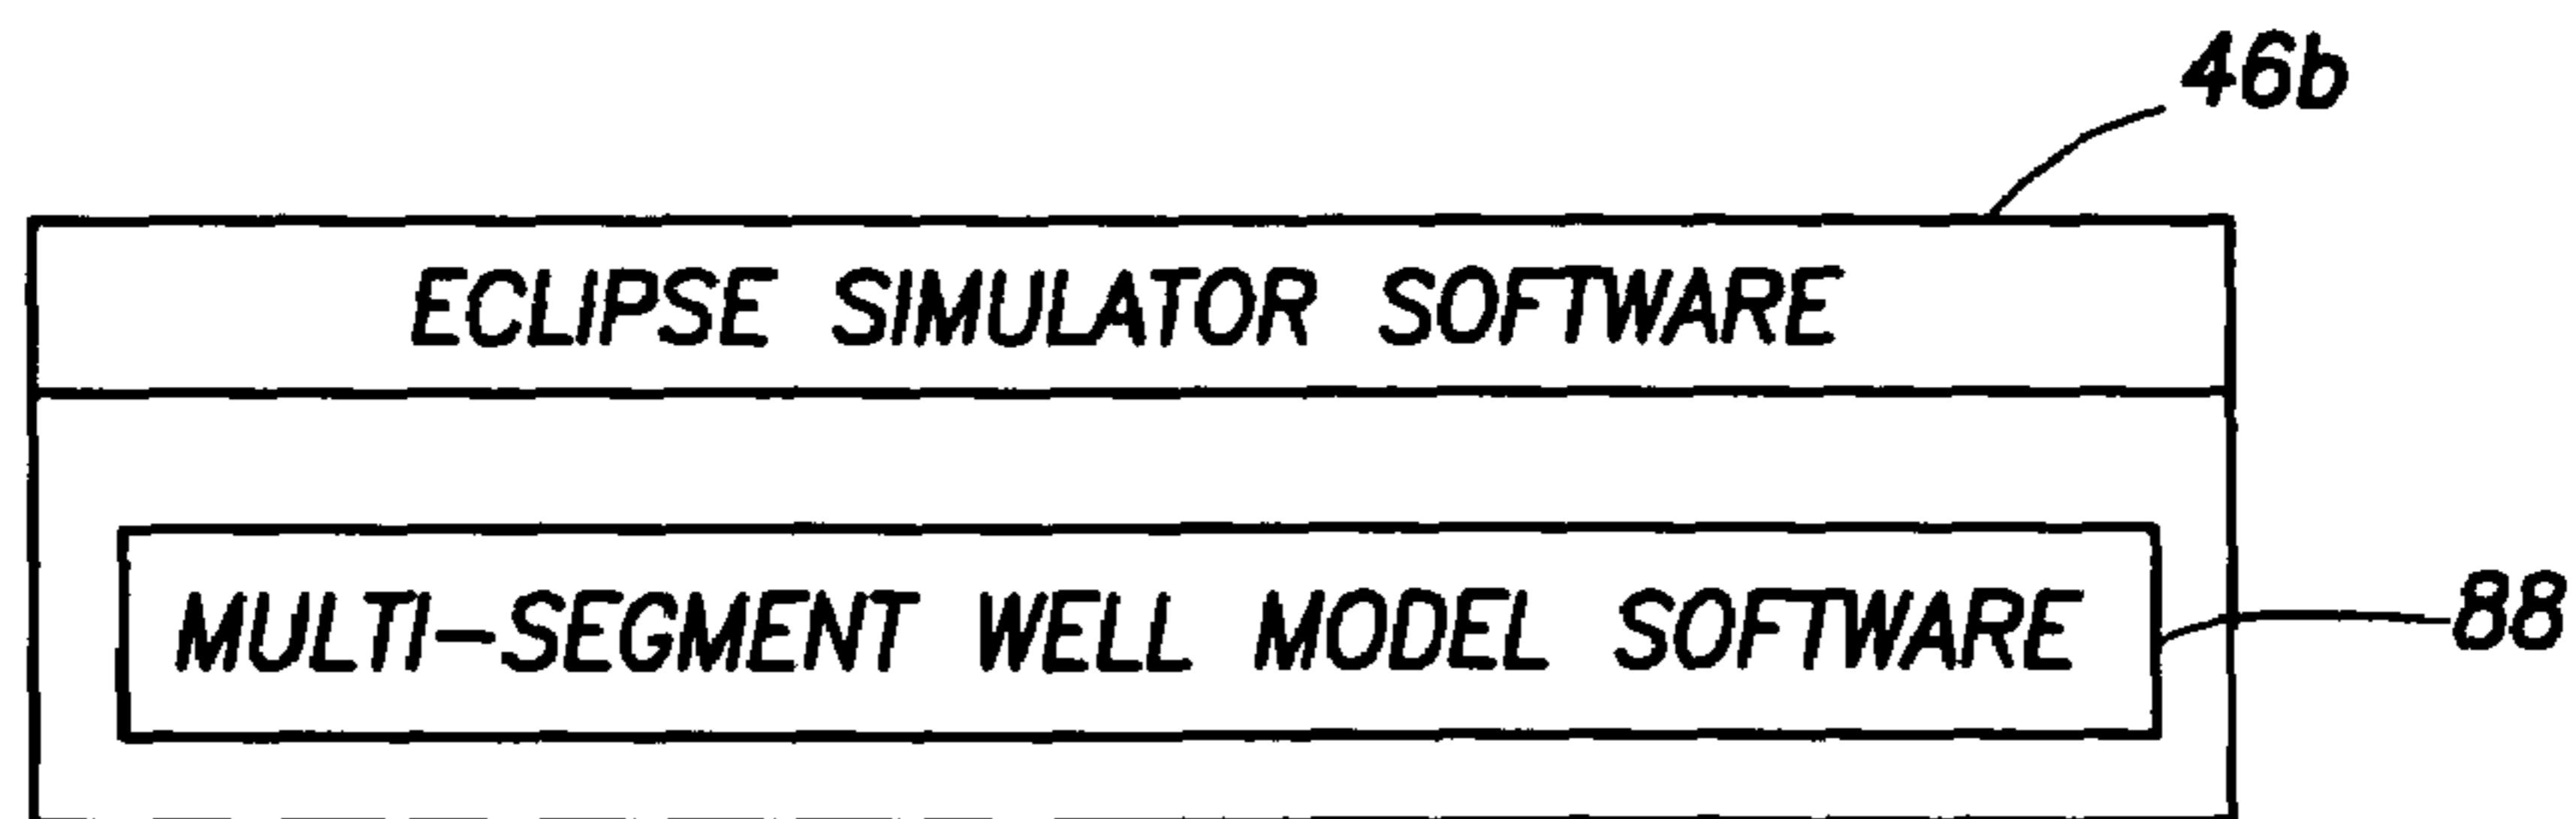 46b
ECLIPSE SIMULATOR SOFTWARE
MULTI-SEGMENT WELL MODEL SOFTWARE
88